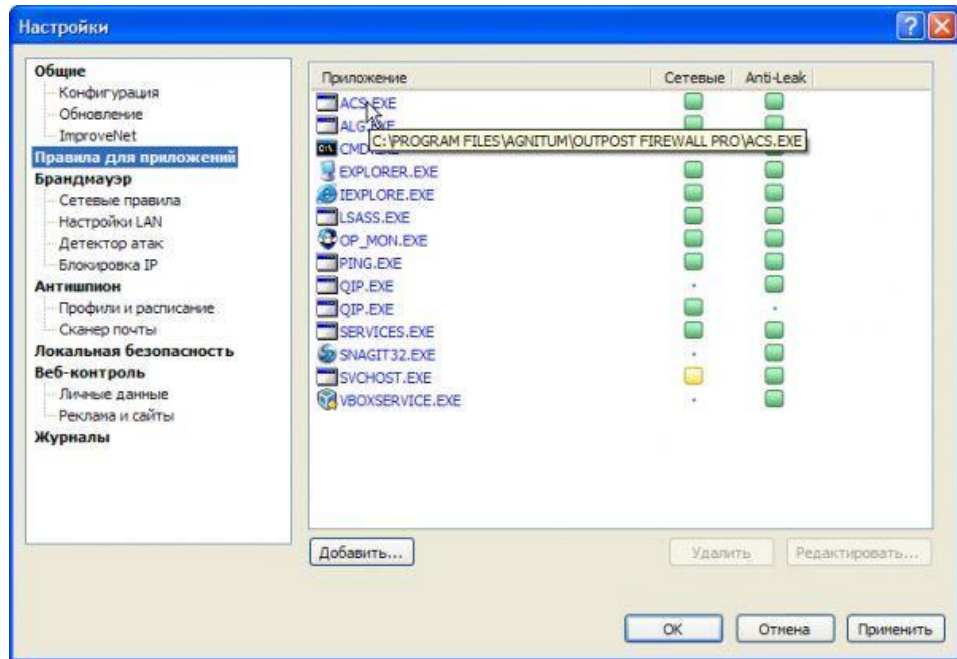 Настройки
Общие
Конфигурация
Обновление
ImproveNet
Правила для приложений
Брандмауэр
Сетевые правила
Настройки LAN
Детектор атак
Блокировка IP
Антишпион
Профили и расписание
Сканер почты
Локальная безопасность
Веб-контроль
Личные данные
Реклама и сайты
Журналы
Приложение Сетевые Anti-Leak
ACS.EXE
C:\PROGRAM FILES\AGNITUM\OUTPOST FIREWALL PRO\ACS.EXE
EXPLORER.EXE
IEXPLORE.EXE
LSASS.EXE
OP_MON.EXE
PING.EXE
QIP.EXE
QIP.EXE
SERVICES.EXE
SNAGIT32.EXE
SVCHOST.EXE
VBOXSERVICE.EXE
Добавить... Удалить Редактировать...
OK Отмена Применить